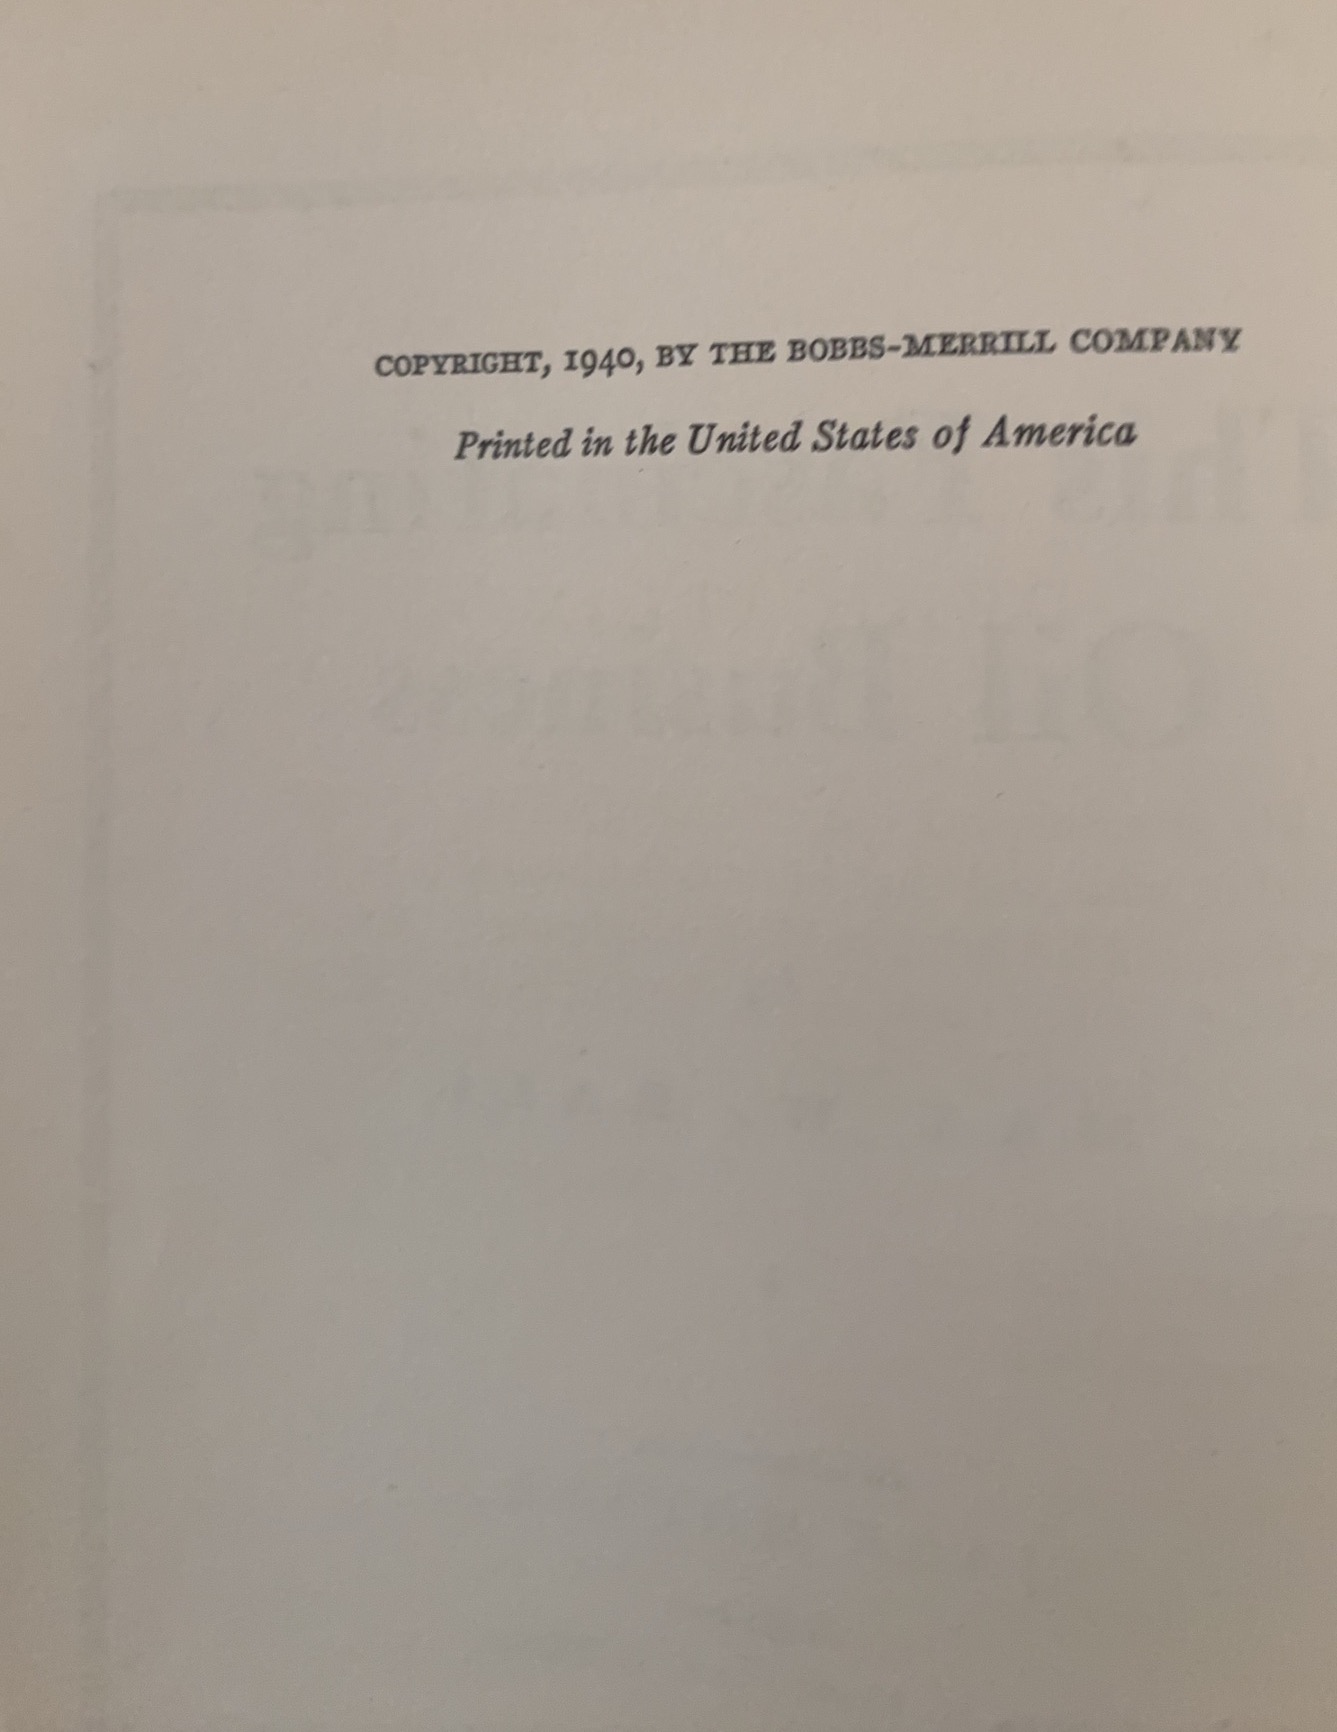 COPYRIGHT, 1940, BY THE BOBBS-MERRILL COMPANY
Printed in the United States of America